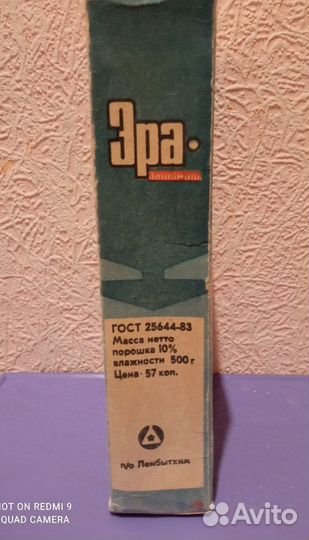 Эра.
ГОСТ 25644-83
Масса нетто
порошка 10%
влажности 500 г
Цена 57 коп.
п/о Ленбытхим
OT ON REDMI 9
QUAD CAMERA
Avito